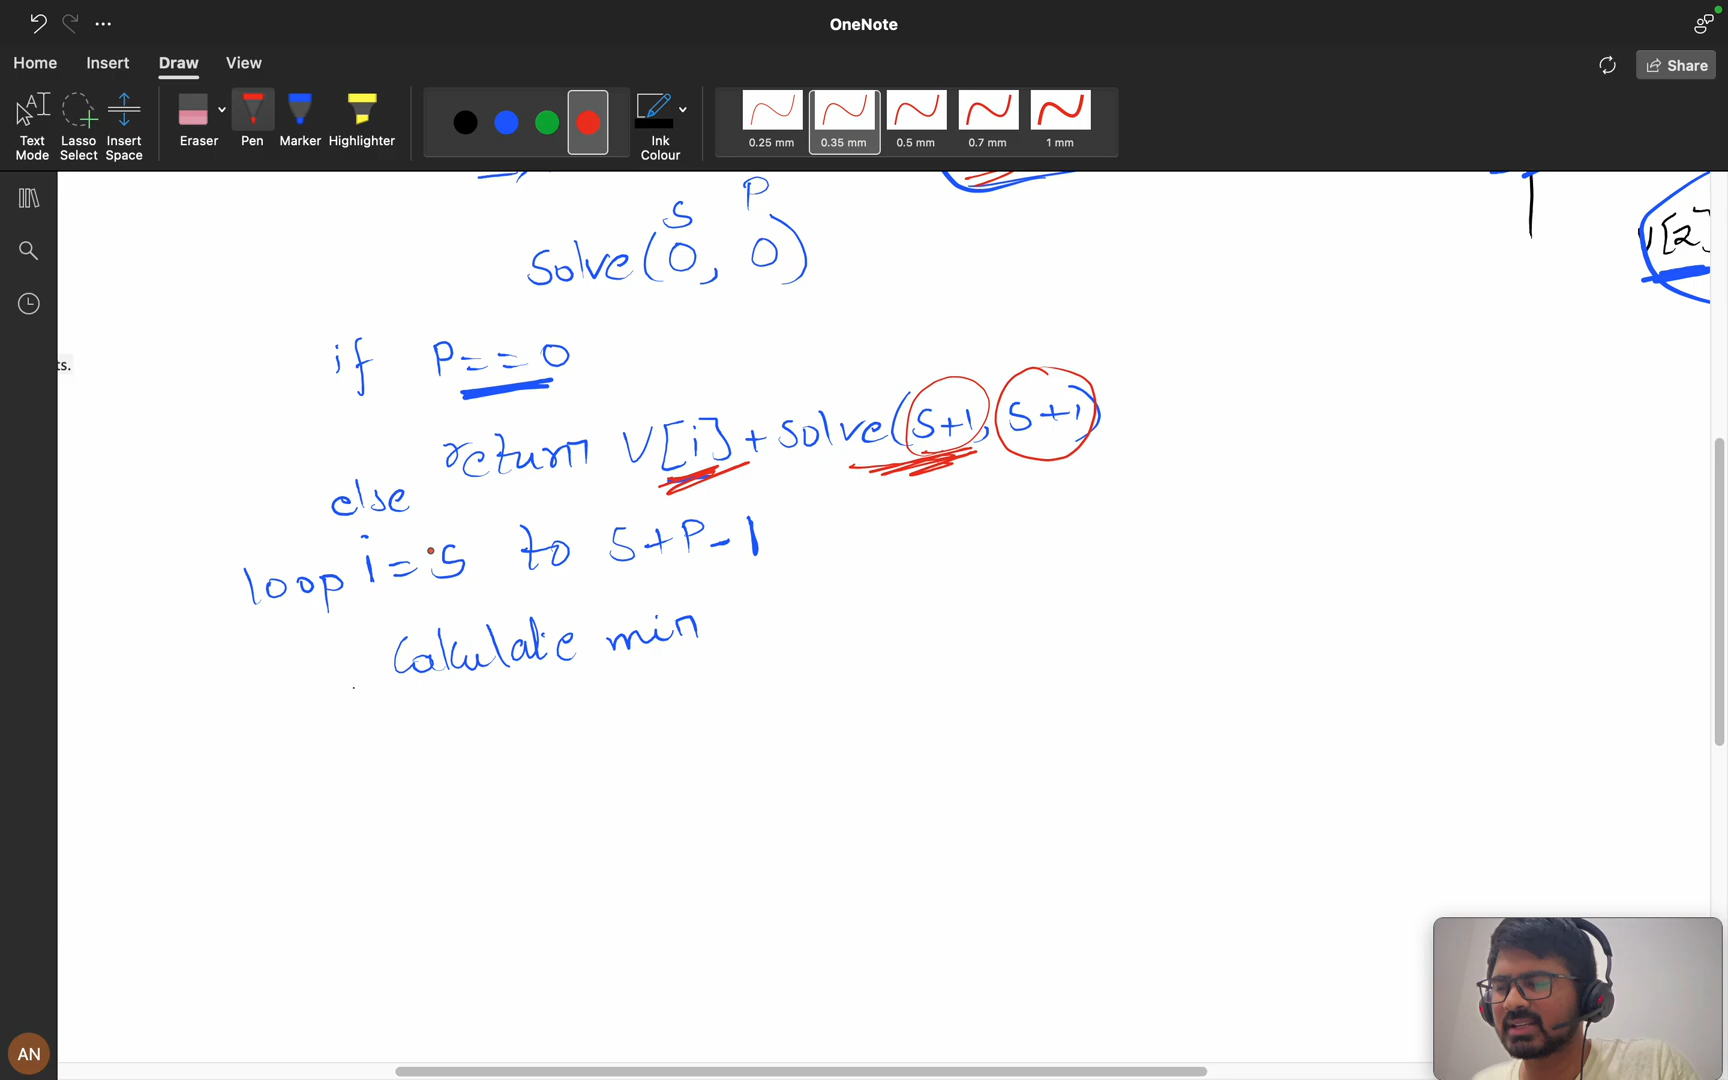 OneNote
Home Insert Draw View
Share
Text Mode
Lasso Select
Insert Space
Eraser
Pen
Marker
Highlighter
Ink Colour
0.25 mm 0.35 mm 0.5 mm 0.7 mm 1 mm
S P
Solve(0, 0)
V[2]
ts.
if P==0
return V[i]+solve(S+1, S+1)
else
loop i=S to S+P-1
Calculate min
AN